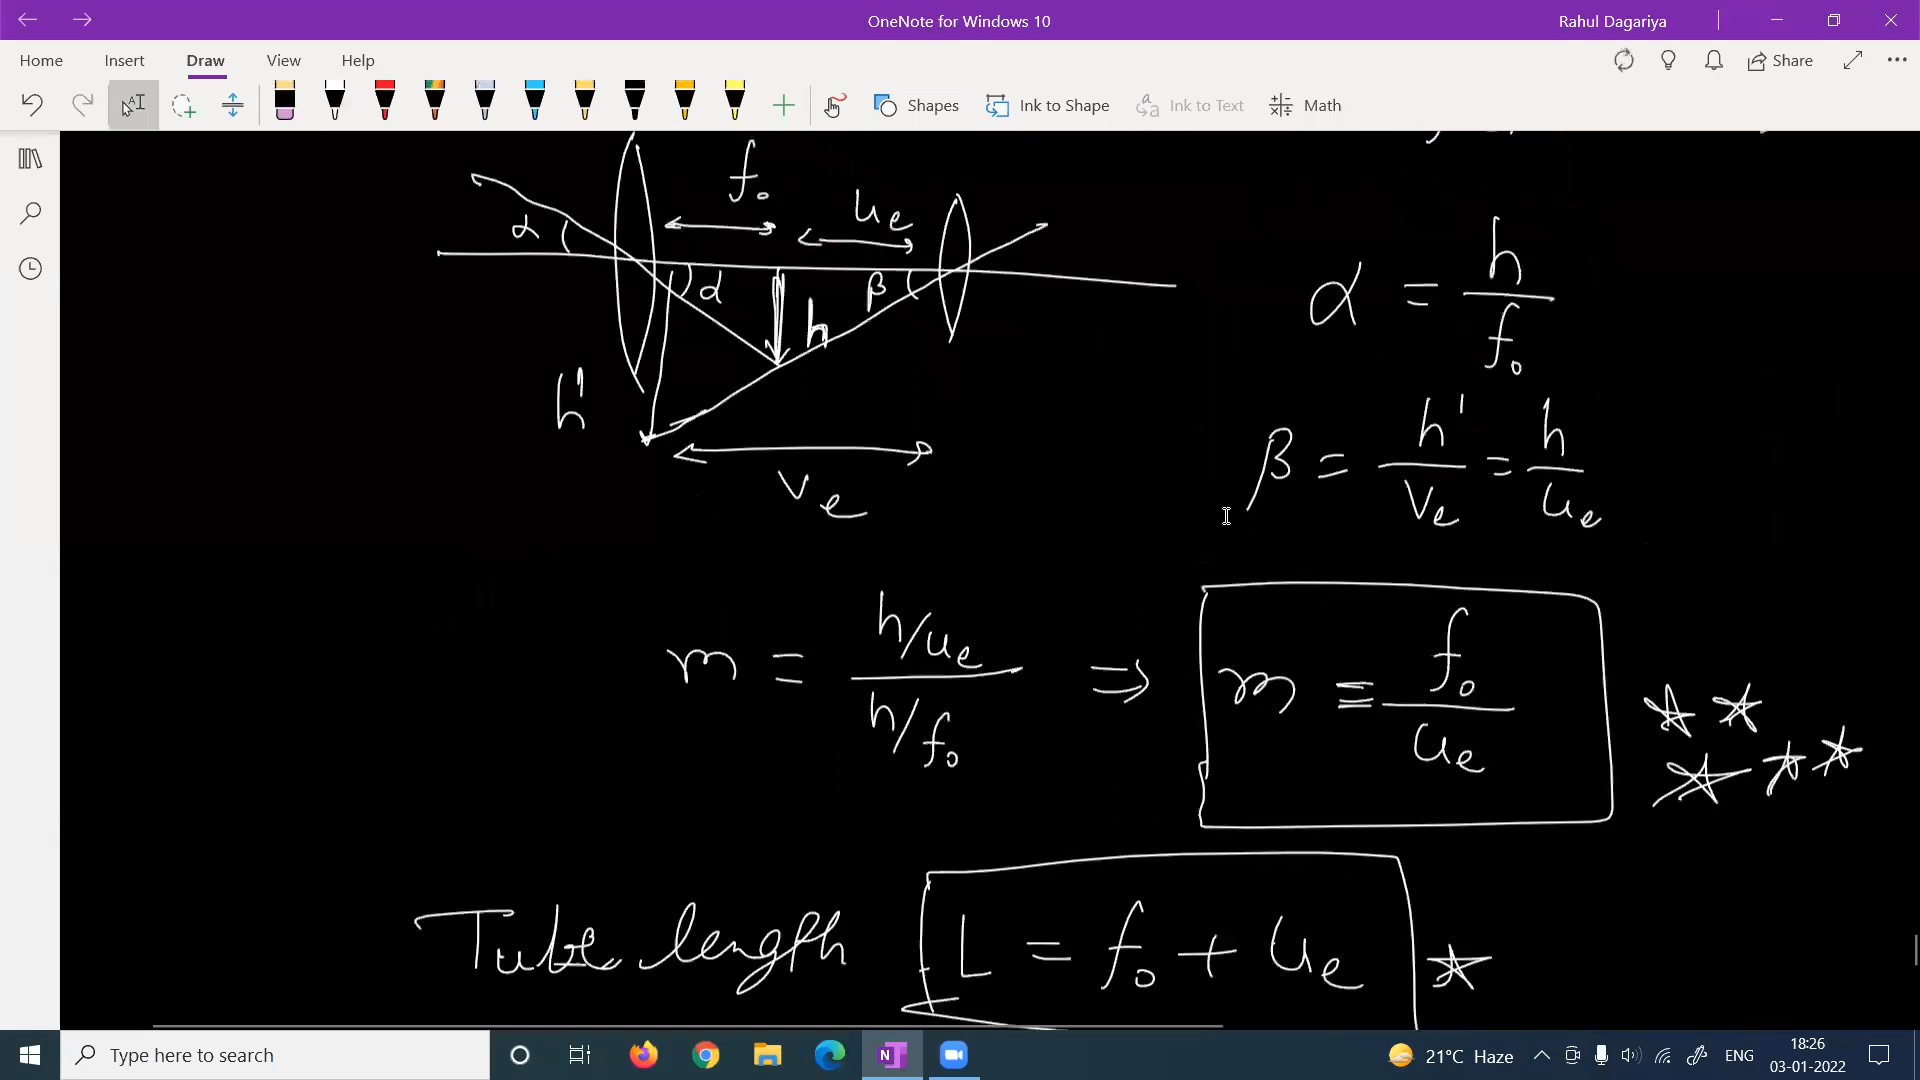 OneNote for Windows 10
Rahul Dagariya
Home Insert Draw View Help
Share
Shapes Ink to Shape Ink to Text Math
f₀
uₑ
α
α
β
h
h'
vₑ
α = h/f₀
β = h'/vₑ = h/uₑ
m = (h/uₑ)/(h/f₀) ⇒ m ≡ f₀/uₑ
Tube length L = f₀ + uₑ
Type here to search
21°C Haze
ENG
18:26
03-01-2022